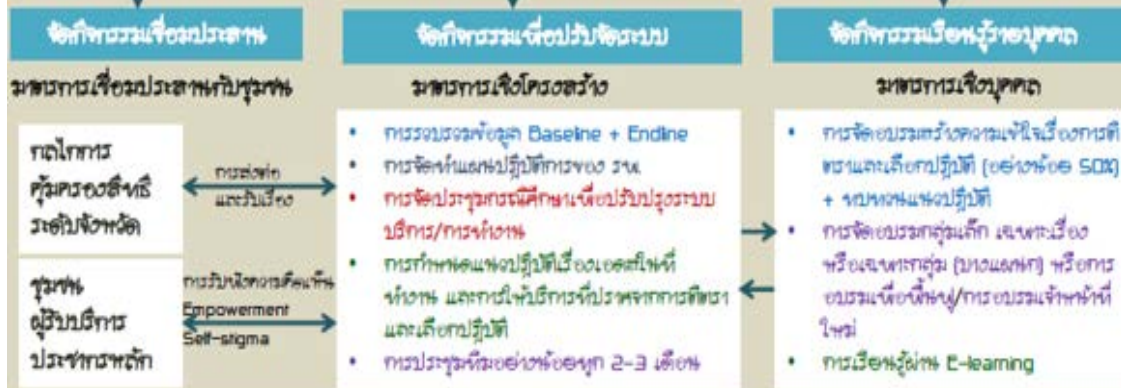 จัดกิจกรรมเชื่อมประสาน
มาตรการเชื่อมประสานกับชุมชน
กลไกการ
คุ้มครองสิทธิ
ระดับจังหวัด
การส่งต่อ
และรับเรื่อง
ชุมชน
ผู้รับบริการ
ประชากรหลัก
การรับฟังความคิดเห็น
Empowerment
Self-stigma
จัดกิจกรรมเพื่อปรับจัดระบบ
มาตรการเชิงโครงสร้าง
• การรวบรวมข้อมูล Baseline + Endline
• การจัดทำแผนปฏิบัติการของ รพ.
• การจัดประชุมกรณีศึกษาเพื่อปรับปรุงระบบ
บริการ/การทำงาน
• การกำหนดแนวปฏิบัติเรื่องเอดส์ในที่
ทำงาน และการให้บริการที่ปราศจากการตีตรา
และเลือกปฏิบัติ
• การประชุมทีมอย่างน้อยทุก 2-3 เดือน
จัดกิจกรรมเรียนรู้รายบุคคล
มาตรการเชิงบุคคล
• การจัดอบรมสร้างความเข้าใจเรื่องการตี
ตราและเลือกปฏิบัติ (อย่างน้อย 50%)
+ ทบทวนแนวปฏิบัติ
• การจัดอบรมกลุ่มเล็ก เฉพาะเรื่อง
หรือเฉพาะกลุ่ม (บางแผนก) หรือการ
อบรมเพื่อฟื้นฟู/การอบรมเจ้าหน้าที่
ใหม่
• การเรียนรู้ผ่าน E-learning